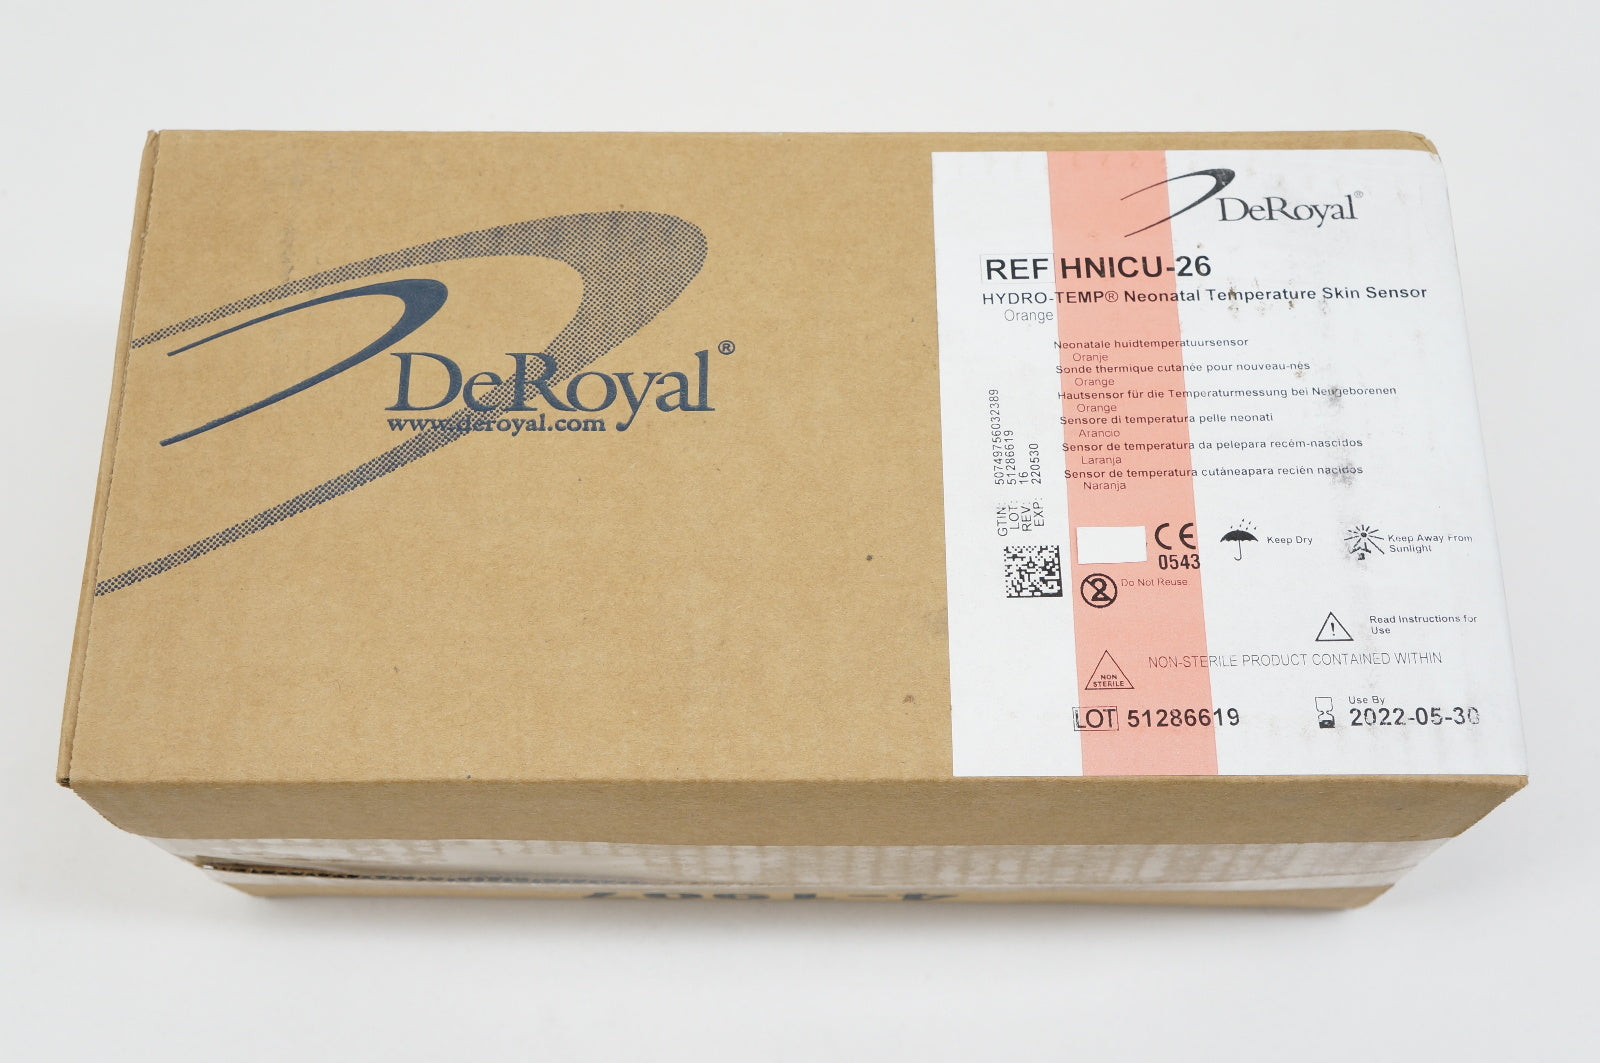 DeRoyal®
www.deroyal.com
DeRoyal®
REF HNICU-26
HYDRO-TEMP® Neonatal Temperature Skin Sensor
Orange
Neonatale huidtemperatuursensor
Oranje
Sonde thermique cutanée pour nouveau-nés
Orange
Hautsensor für die Temperaturmessung bei Neugeborenen
Orange
Sensore di temperatura pelle neonati
Arancio
Sensor de temperatura da pelepara recém-nascidos
Laranja
Sensor de temperatura cutáneapara recién nacidos
Naranja
GTIN: 50749756032389
LOT: 51286619
REV: 16
EXP: 220530
CE
0543
Keep Dry
Keep Away From
Sunlight
2
Do Not Reuse
!
Read Instructions for
Use
NON
STERILE
NON-STERILE PRODUCT CONTAINED WITHIN
LOT 51286619
Use By
2022-05-30